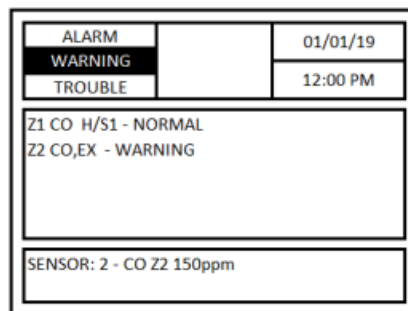 ALARM
WARNING
TROUBLE
01/01/19
12:00 PM
Z1 CO H/S1 - NORMAL
Z2 CO,EX - WARNING
SENSOR: 2 - CO Z2 150ppm